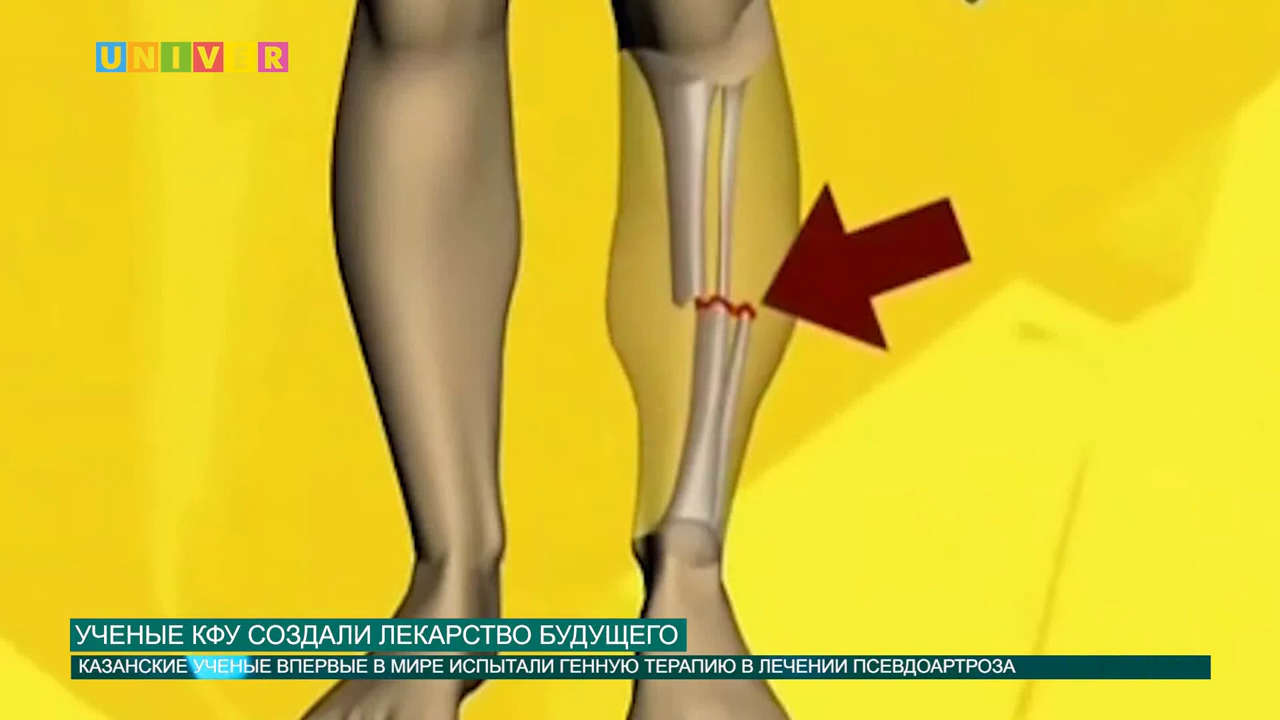 UNIVER
УЧЕНЫЕ КФУ СОЗДАЛИ ЛЕКАРСТВО БУДУЩЕГО
КАЗАНСКИЕ УЧЕНЫЕ ВПЕРВЫЕ В МИРЕ ИСПЫТАЛИ ГЕННУЮ ТЕРАПИЮ В ЛЕЧЕНИИ ПСЕВДОАРТРОЗА